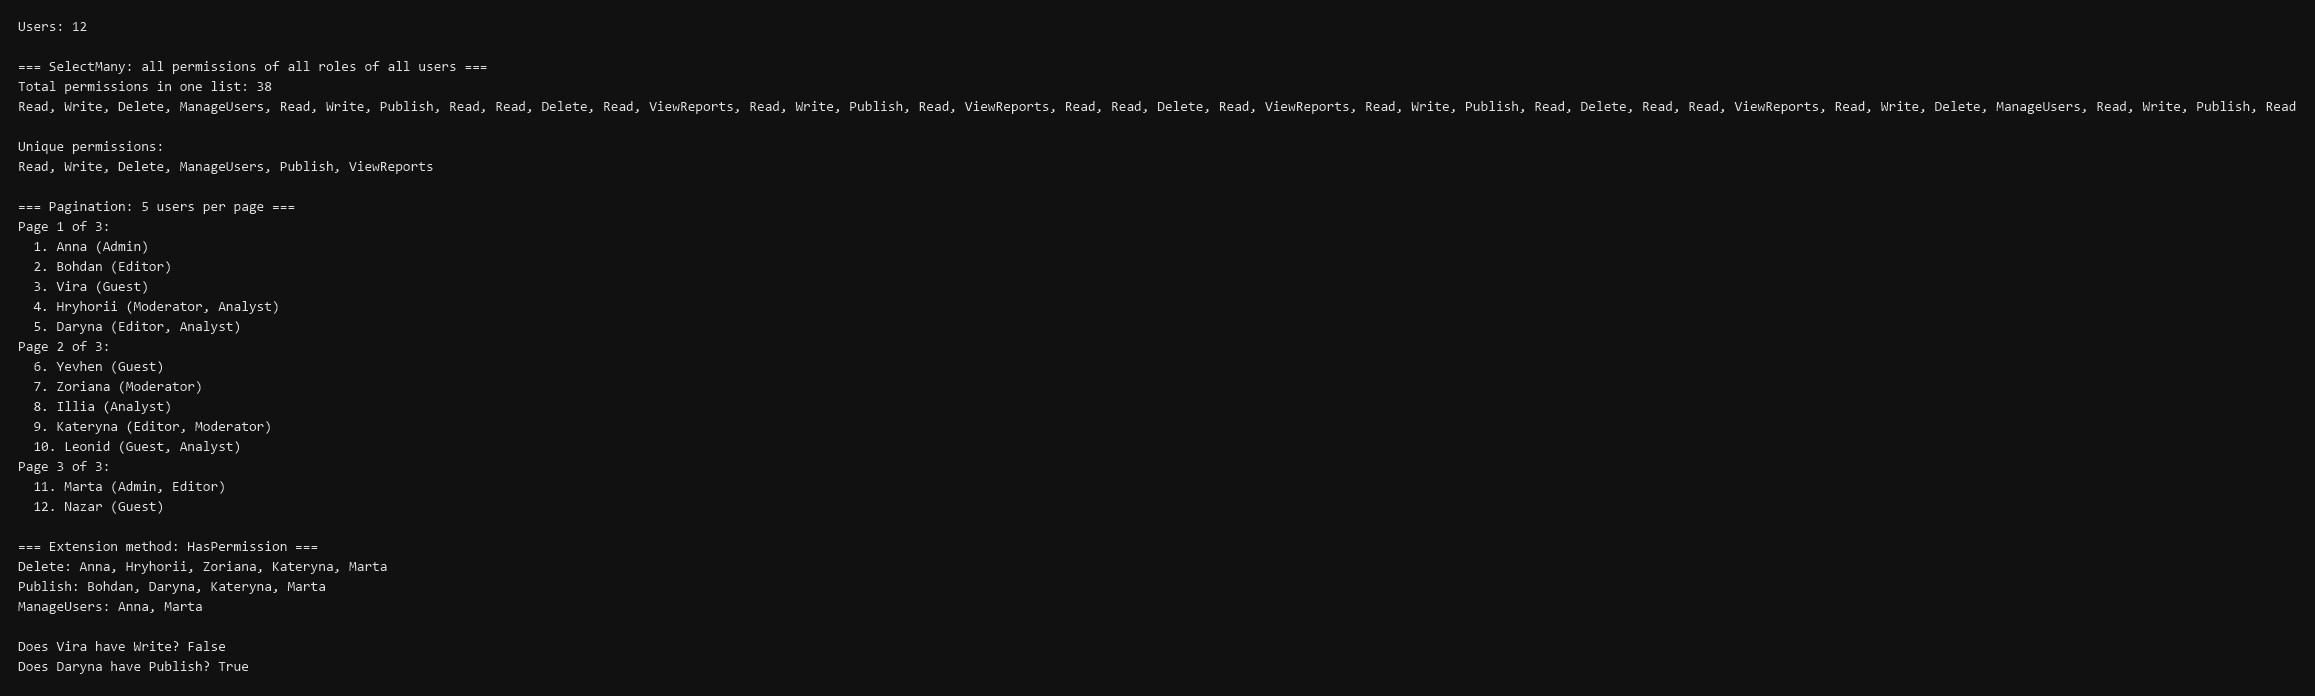 Users: 12
=== SelectMany: all permissions of all roles of all users ===
Total permissions in one list: 38
Read, Write, Delete, ManageUsers, Read, Write, Publish, Read, Read, Delete, Read, ViewReports, Read, Write, Publish, Read, ViewReports, Read, Read, Delete, Read, ViewReports, Read, Write, Publish, Read, Delete, Read, Read, ViewReports, Read, Write, Delete, ManageUsers, Read, Write, Publish, Read
Unique permissions:
Read, Write, Delete, ManageUsers, Publish, ViewReports
=== Pagination: 5 users per page ===
Page 1 of 3:
1. Anna (Admin)
2. Bohdan (Editor)
3. Vira (Guest)
4. Hryhorii (Moderator, Analyst)
5. Daryna (Editor, Analyst)
Page 2 of 3:
6. Yevhen (Guest)
7. Zoriana (Moderator)
8. Illia (Analyst)
9. Kateryna (Editor, Moderator)
10. Leonid (Guest, Analyst)
Page 3 of 3:
11. Marta (Admin, Editor)
12. Nazar (Guest)
=== Extension method: HasPermission ===
Delete: Anna, Hryhorii, Zoriana, Kateryna, Marta
Publish: Bohdan, Daryna, Kateryna, Marta
ManageUsers: Anna, Marta
Does Vira have Write? False
Does Daryna have Publish? True